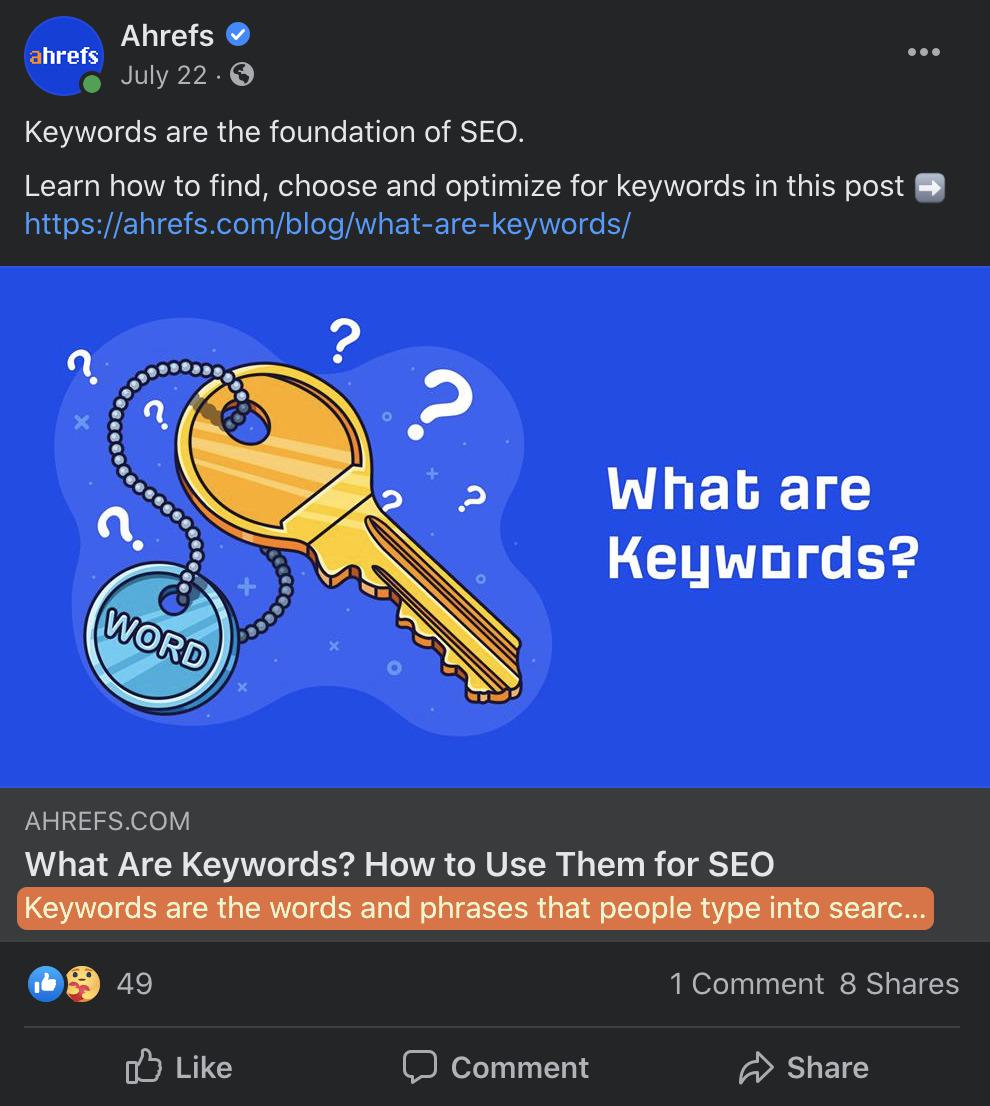 ahrefs
Ahrefs
July 22 ·
Keywords are the foundation of SEO.
Learn how to find, choose and optimize for keywords in this post ➡
https://ahrefs.com/blog/what-are-keywords/
? ? ? ? ? ? ?
WORD
What are
Keywords?
AHREFS.COM
What Are Keywords? How to Use Them for SEO
Keywords are the words and phrases that people type into searc...
49
1 Comment 8 Shares
Like Comment Share